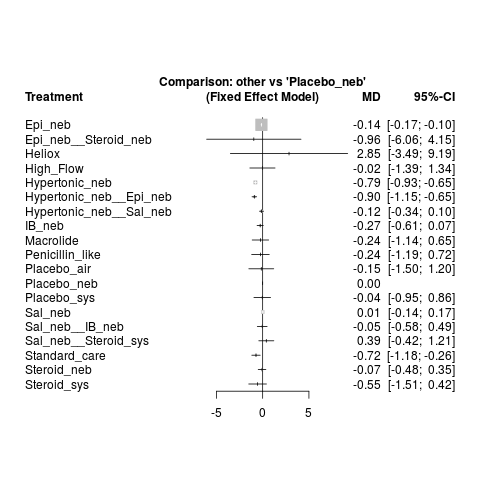 Comparison: other vs 'Placebo_neb'
Treatment (Fixed Effect Model) MD 95%-CI
Epi_neb -0.14 [-0.17; -0.10]
Epi_neb__Steroid_neb -0.96 [-6.06; 4.15]
Heliox 2.85 [-3.49; 9.19]
High_Flow -0.02 [-1.39; 1.34]
Hypertonic_neb -0.79 [-0.93; -0.65]
Hypertonic_neb__Epi_neb -0.90 [-1.15; -0.65]
Hypertonic_neb__Sal_neb -0.12 [-0.34; 0.10]
IB_neb -0.27 [-0.61; 0.07]
Macrolide -0.24 [-1.14; 0.65]
Penicillin_like -0.24 [-1.19; 0.72]
Placebo_air -0.15 [-1.50; 1.20]
Placebo_neb 0.00
Placebo_sys -0.04 [-0.95; 0.86]
Sal_neb 0.01 [-0.14; 0.17]
Sal_neb__IB_neb -0.05 [-0.58; 0.49]
Sal_neb__Steroid_sys 0.39 [-0.42; 1.21]
Standard_care -0.72 [-1.18; -0.26]
Steroid_neb -0.07 [-0.48; 0.35]
Steroid_sys -0.55 [-1.51; 0.42]
-5 0 5